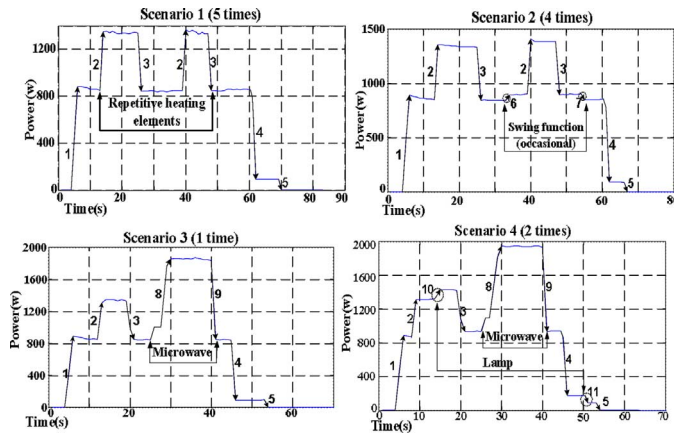 Scenario 1 (5 times)
Power(w)
1200
800
400
0
1
2
3
2
3
Repetitive heating
elements
4
5
Time(s)
10 20 30 40 50 60 70 80 90
Scenario 2 (4 times)
Power(w)
1500
1000
500
0
1
2
3
6
2
3
7
Swing function
(occasional)
4
5
Time(s)
20 40 60 80 100
Scenario 3 (1 time)
Power(w)
2000
1600
1200
800
400
0
1
2
3
8
9
Microwave
4
5
Time(s)
20 40 60
Scenario 4 (2 times)
Power(w)
2000
1600
1200
800
400
0
1
2
10
3
8
9
Microwave
4
Lamp
11
5
Time(s)
10 20 30 40 50 60 70